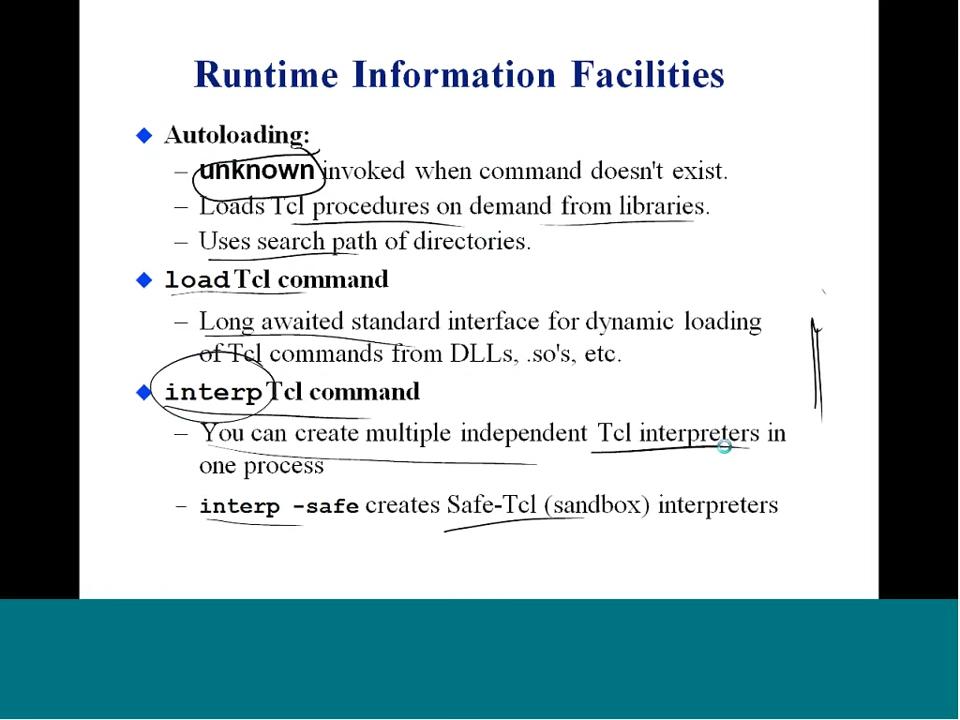 Runtime Information Facilities
Autoloading:
– unknown invoked when command doesn't exist.
– Loads Tcl procedures on demand from libraries.
– Uses search path of directories.
load Tcl command
– Long awaited standard interface for dynamic loading
of Tcl commands from DLLs, .so's, etc.
interp Tcl command
– You can create multiple independent Tcl interpreters in
one process
– interp -safe creates Safe-Tcl (sandbox) interpreters